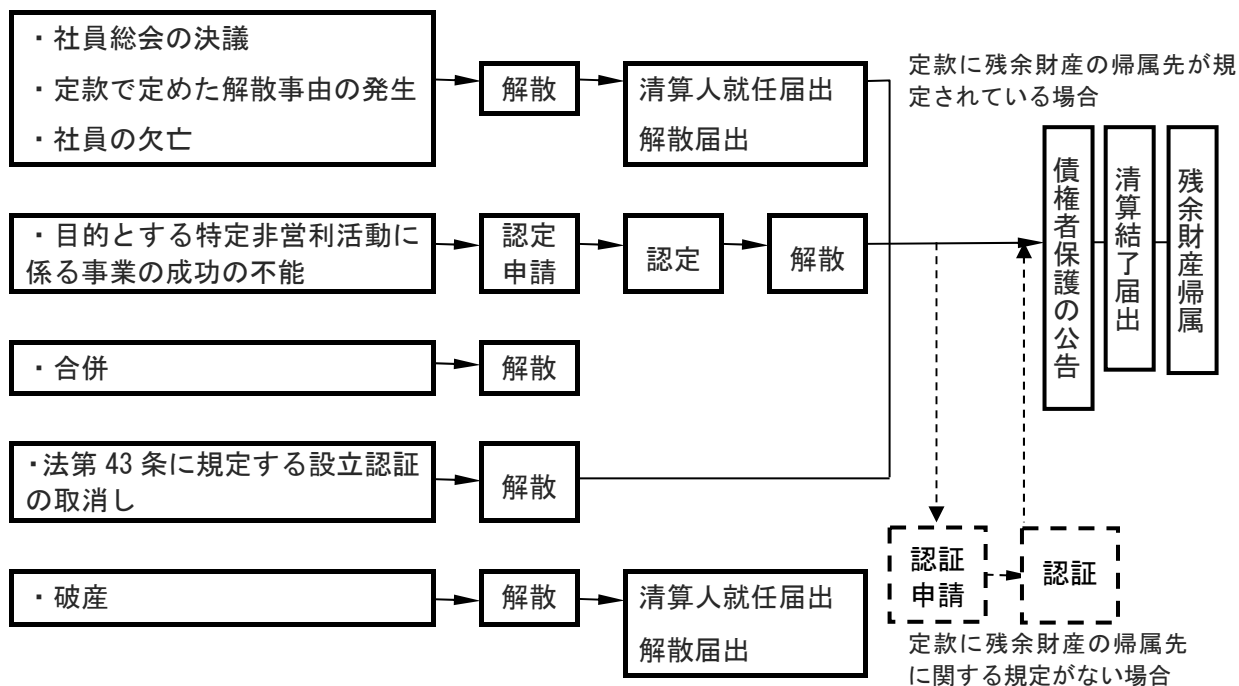 ・社員総会の決議
・定款で定めた解散事由の発生
・社員の欠亡
解散
清算人就任届出
解散届出
定款に残余財産の帰属先が規
定されている場合
・目的とする特定非営利活動に
係る事業の成功の不能
認定
申請
認定
解散
債権者保護の公告
清算結了届出
残余財産帰属
・合併
解散
・法第 43 条に規定する設立認証
の取消し
解散
認証
申請
認証
定款に残余財産の帰属先
に関する規定がない場合
・破産
解散
清算人就任届出
解散届出